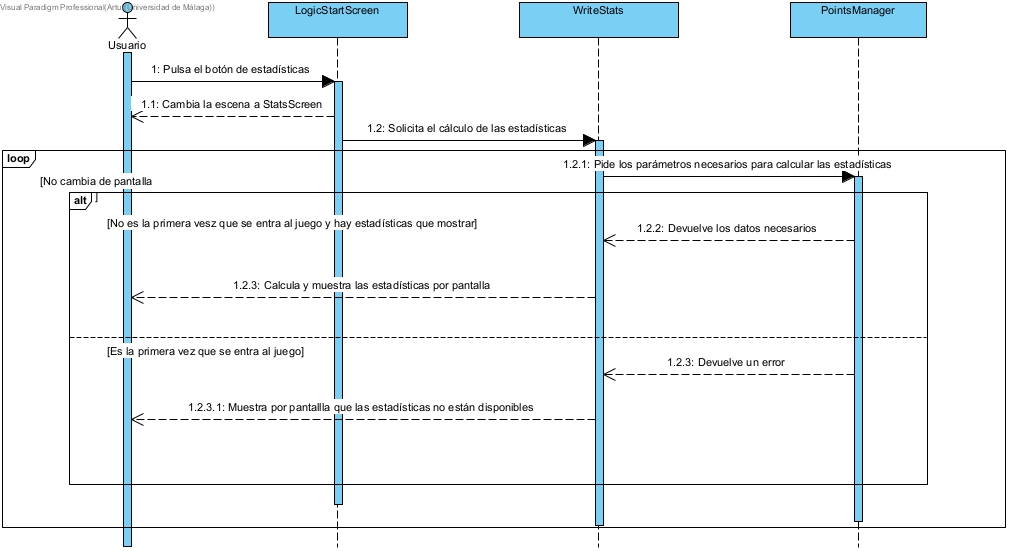 Visual Paradigm Professional(Artu Universidad de Málaga))
LogicStartScreen
WriteStats
PointsManager
Usuario
1: Pulsa el botón de estadísticas
1.1: Cambia la escena a StatsScreen
1.2: Solicita el cálculo de las estadísticas
loop
1.2.1: Pide los parámetros necesarios para calcular las estadísticas
[No cambia de pantalla
]
alt
[No es la primera vesz que se entra al juego y hay estadísticas que mostrar]
1.2.2: Devuelve los datos necesarios
1.2.3: Calcula y muestra las estadísticas por pantalla
[Es la primera vez que se entra al juego]
1.2.3: Devuelve un error
1.2.3.1: Muestra por pantallla que las estadísticas no están disponibles